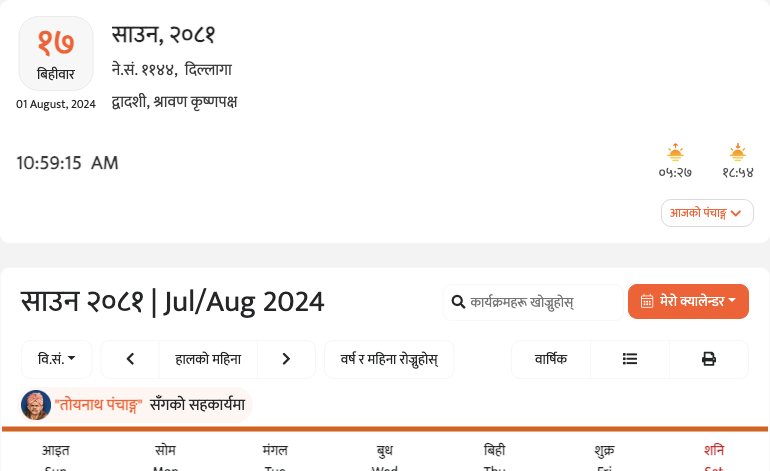 १७
बिहीवार
01 August, 2024
साउन, २०८१
ने.सं. ११४४, दिल्लागा
द्वादशी, श्रावण कृष्णपक्ष
10:59:15 AM
०५:२७ १८:५४
आजको पंचाङ्ग
साउन २०८१ | Jul/Aug 2024
कार्यक्रमहरू खोज्नुहोस् मेरो क्यालेन्डर
वि.सं. हालको महिना वर्ष र महिना रोज्नुहोस् वार्षिक
"तोयनाथ पंचाङ्ग" सँगको सहकार्यमा
आइत सोम मंगल बुध बिही शुक्र शनि
Sun Mon Tue Wed Thu Fri Sat